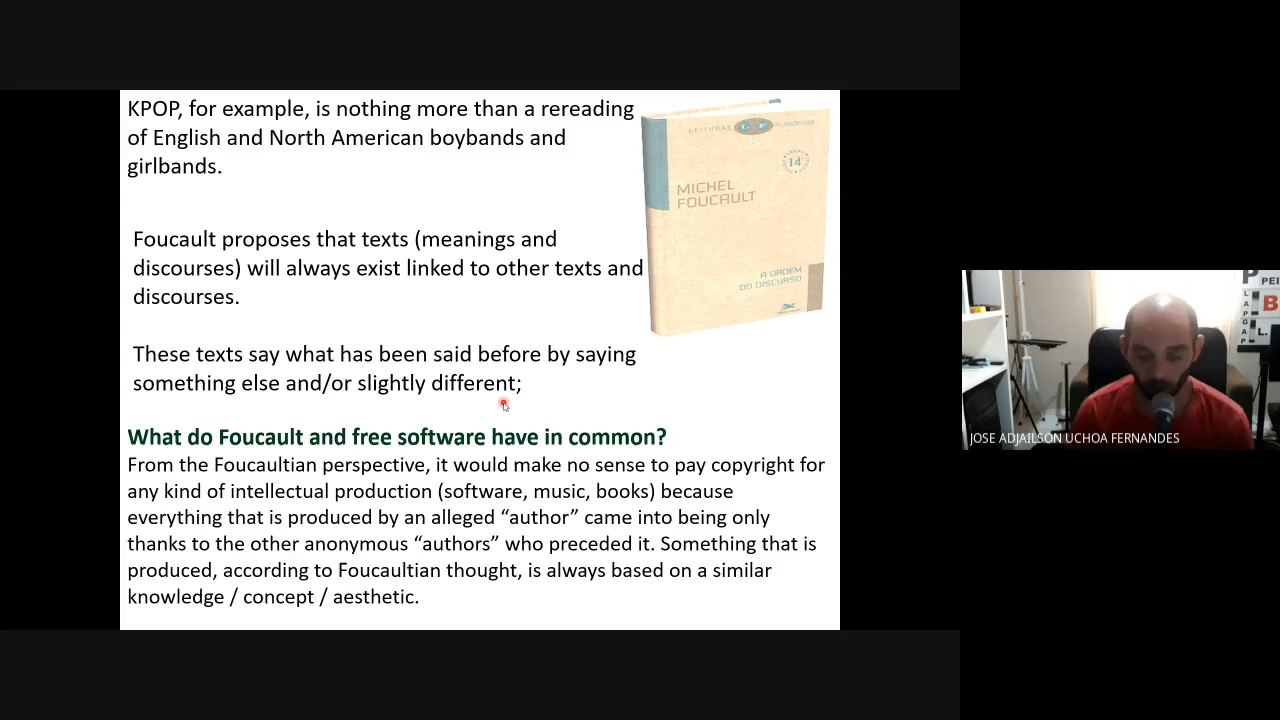 KPOP, for example, is nothing more than a rereading
of English and North American boybands and
girlbands.
LEITURAS
FILOSÓFICAS
14
MICHEL
FOUCAULT
A ORDEM
DO DISCURSO
Foucault proposes that texts (meanings and
discourses) will always exist linked to other texts and
discourses.
These texts say what has been said before by saying
something else and/or slightly different;
What do Foucault and free software have in common?
From the Foucaultian perspective, it would make no sense to pay copyright for
any kind of intellectual production (software, music, books) because
everything that is produced by an alleged “author” came into being only
thanks to the other anonymous “authors” who preceded it. Something that is
produced, according to Foucaultian thought, is always based on a similar
knowledge / concept / aesthetic.
P
PEI
LAPGAP
B
L.
JOSE ADJAILSON UCHOA FERNANDES